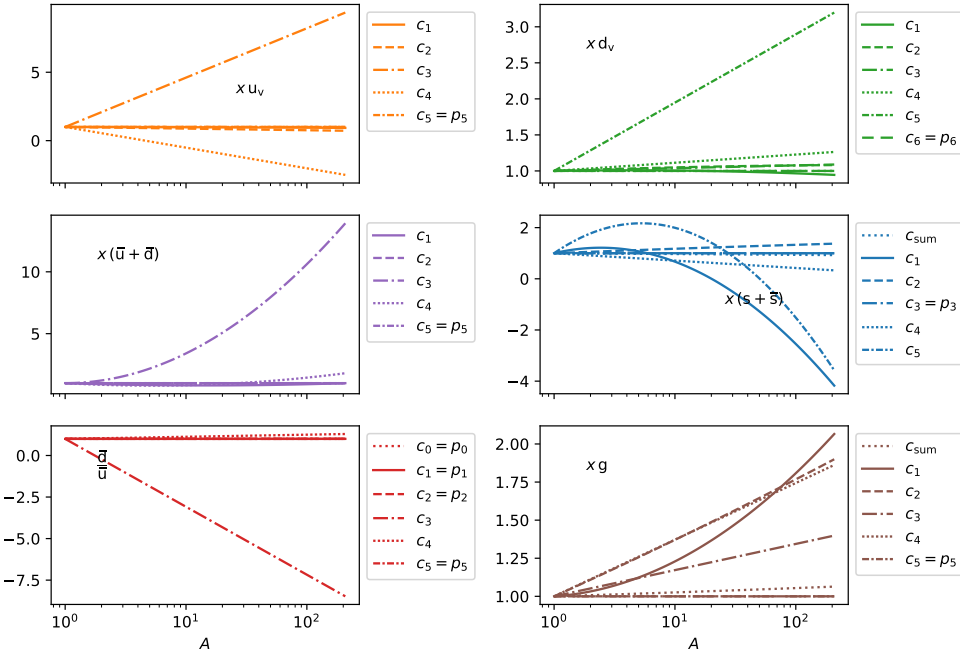 5
0
x u_v
c_1
c_2
c_3
c_4
c_5 = p_5
3.0
2.5
2.0
1.5
1.0
x d_v
c_1
c_2
c_3
c_4
c_5
c_6 = p_6
10
5
x (ū + d̄)
c_1
c_2
c_3
c_4
c_5 = p_5
2
0
−2
−4
x (s + s̄)
c_sum
c_1
c_2
c_3 = p_3
c_4
c_5
0.0
−2.5
−5.0
−7.5
d̄
ū
c_0 = p_0
c_1 = p_1
c_2 = p_2
c_3
c_4
c_5 = p_5
10^0
10^1
10^2
A
2.00
1.75
1.50
1.25
1.00
x g
c_sum
c_1
c_2
c_3
c_4
c_5 = p_5
10^0
10^1
10^2
A